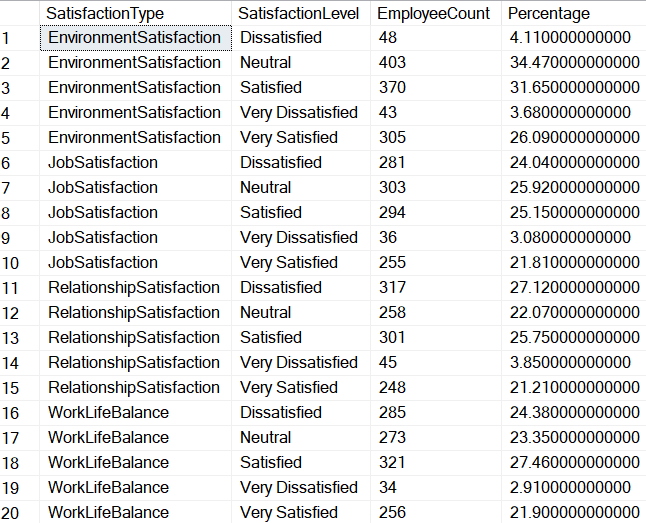 SatisfactionType SatisfactionLevel EmployeeCount Percentage
1 EnvironmentSatisfaction Dissatisfied 48 4.110000000000
2 EnvironmentSatisfaction Neutral 403 34.470000000000
3 EnvironmentSatisfaction Satisfied 370 31.650000000000
4 EnvironmentSatisfaction Very Dissatisfied 43 3.680000000000
5 EnvironmentSatisfaction Very Satisfied 305 26.090000000000
6 JobSatisfaction Dissatisfied 281 24.040000000000
7 JobSatisfaction Neutral 303 25.920000000000
8 JobSatisfaction Satisfied 294 25.150000000000
9 JobSatisfaction Very Dissatisfied 36 3.080000000000
10 JobSatisfaction Very Satisfied 255 21.810000000000
11 RelationshipSatisfaction Dissatisfied 317 27.120000000000
12 RelationshipSatisfaction Neutral 258 22.070000000000
13 RelationshipSatisfaction Satisfied 301 25.750000000000
14 RelationshipSatisfaction Very Dissatisfied 45 3.850000000000
15 RelationshipSatisfaction Very Satisfied 248 21.210000000000
16 WorkLifeBalance Dissatisfied 285 24.380000000000
17 WorkLifeBalance Neutral 273 23.350000000000
18 WorkLifeBalance Satisfied 321 27.460000000000
19 WorkLifeBalance Very Dissatisfied 34 2.910000000000
20 WorkLifeBalance Very Satisfied 256 21.900000000000